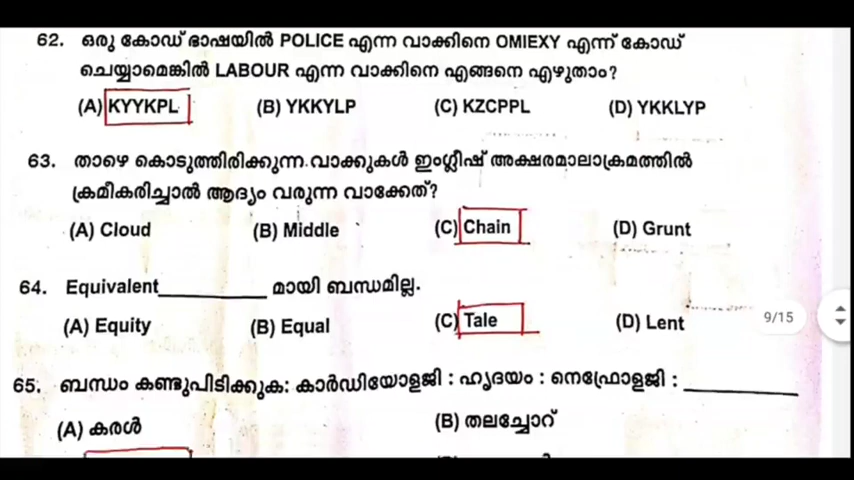 62. ഒരു കോഡ് ഭാഷയിൽ POLICE എന്ന വാക്കിനെ OMIEXY എന്ന് കോഡ്
ചെയ്യാമെങ്കിൽ LABOUR എന്ന വാക്കിനെ എങ്ങനെ എഴുതാം?
(A) KYYKPL (B) YKKYLP (C) KZCPPL (D) YKKLYP
63. താഴെ കൊടുത്തിരിക്കുന്ന വാക്കുകൾ ഇംഗ്ലീഷ് അക്ഷരമാലാക്രമത്തിൽ
ക്രമീകരിച്ചാൽ ആദ്യം വരുന്ന വാക്കേത്?
(A) Cloud (B) Middle (C) Chain (D) Grunt
64. Equivalent__________ മായി ബന്ധമില്ല.
(A) Equity (B) Equal (C) Tale (D) Lent
9/15
65. ബന്ധം കണ്ടുപിടിക്കുക: കാർഡിയോളജി : ഹൃദയം : നെഫ്രോളജി : __________
(A) കരൾ (B) തലച്ചോറ്